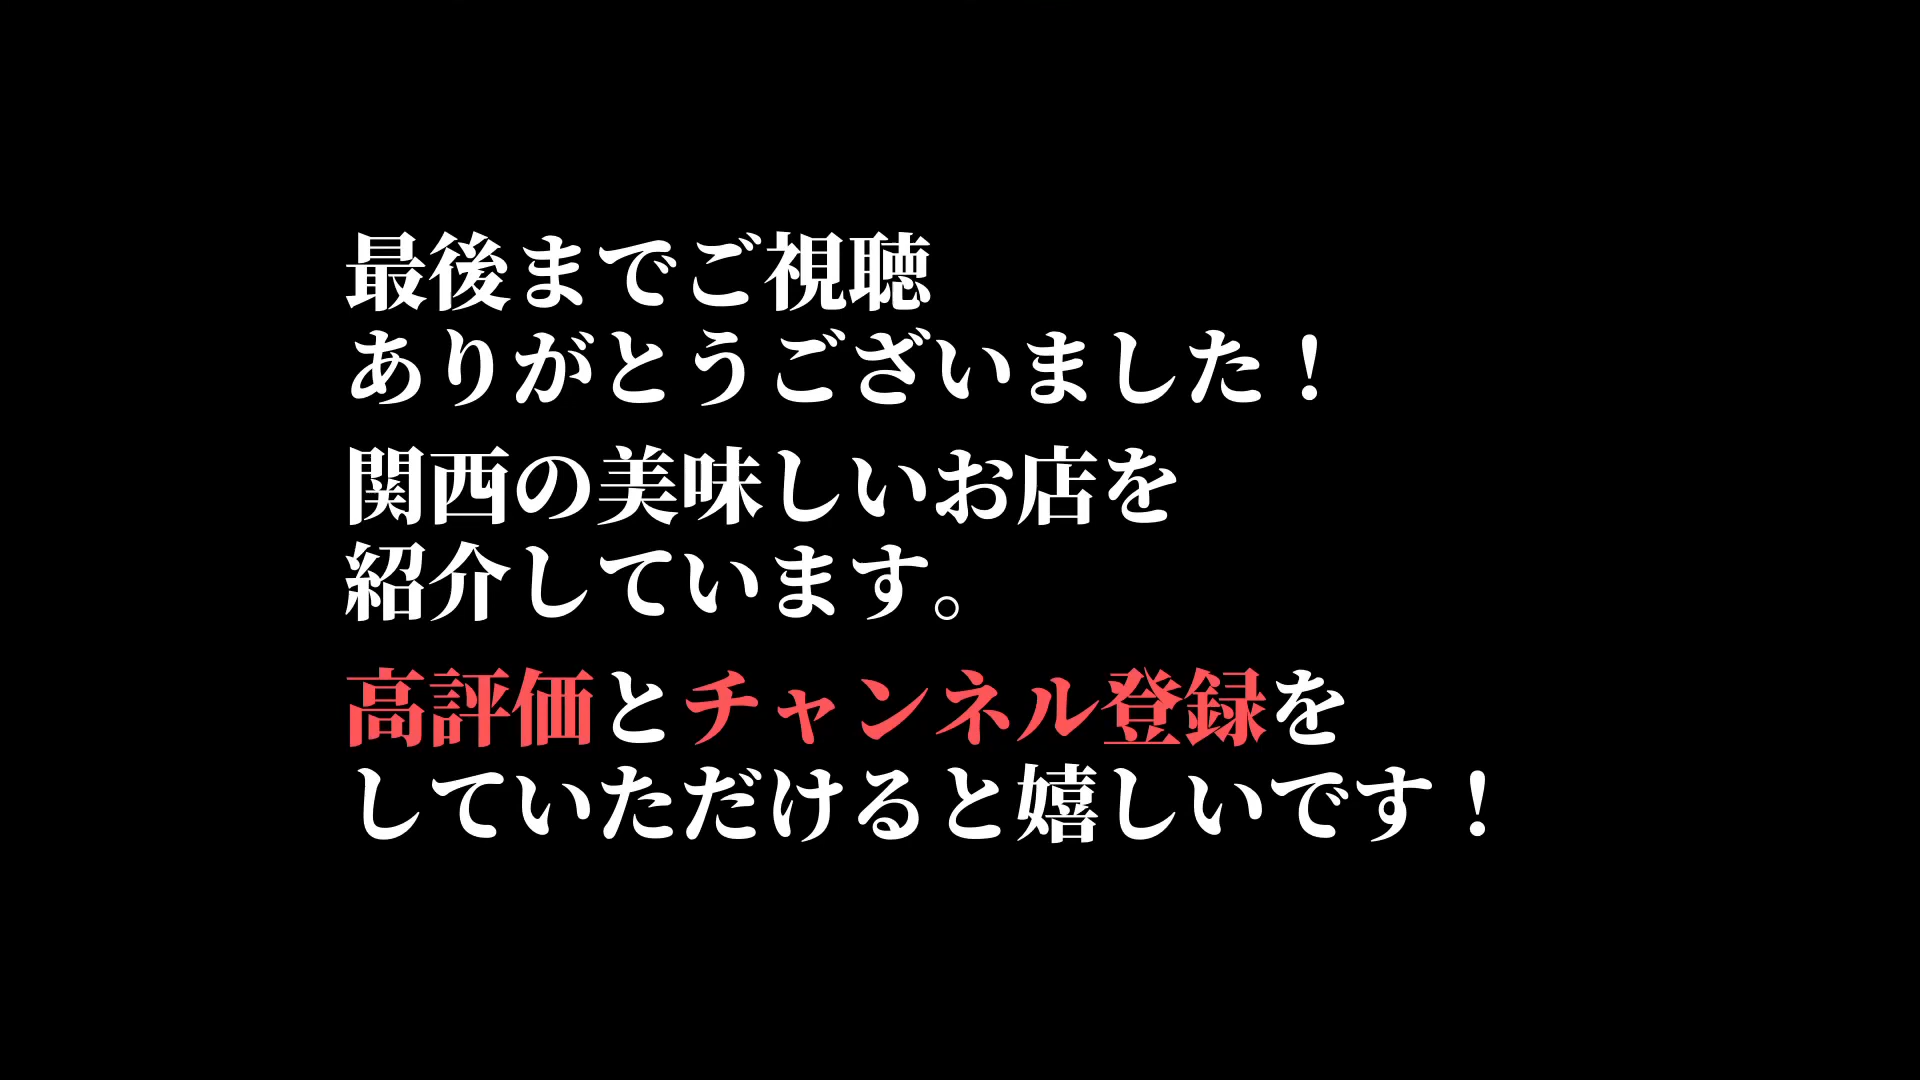 最後までご視聴
ありがとうございました！
関西の美味しいお店を
紹介しています。
高評価とチャンネル登録を
していただけると嬉しいです！